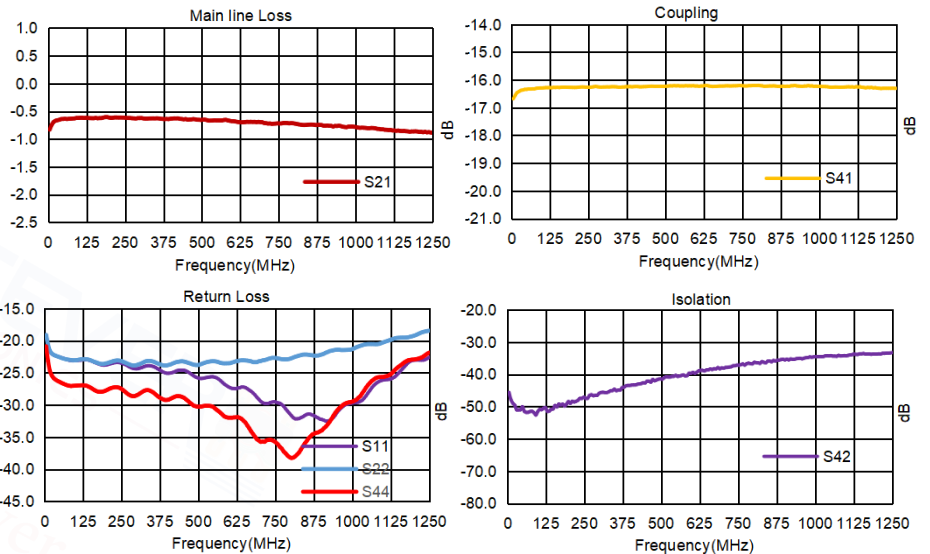 Main line Loss
1.0
0.5
0.0
-0.5
-1.0
-1.5
-2.0
-2.5
dB
S21
0 125 250 375 500 625 750 875 1000 1125 1250
Frequency(MHz)
Coupling
-14.0
-15.0
-16.0
-17.0
-18.0
-19.0
-20.0
-21.0
dB
S41
0 125 250 375 500 625 750 875 1000 1125 1250
Frequency(MHz)
Return Loss
-15.0
-20.0
-25.0
-30.0
-35.0
-40.0
-45.0
dB
S11
S22
S44
0 125 250 375 500 625 750 875 1000 1125 1250
Frequency(MHz)
Isolation
-20.0
-30.0
-40.0
-50.0
-60.0
-70.0
-80.0
dB
S42
0 125 250 375 500 625 750 875 1000 1125 1250
Frequency(MHz)